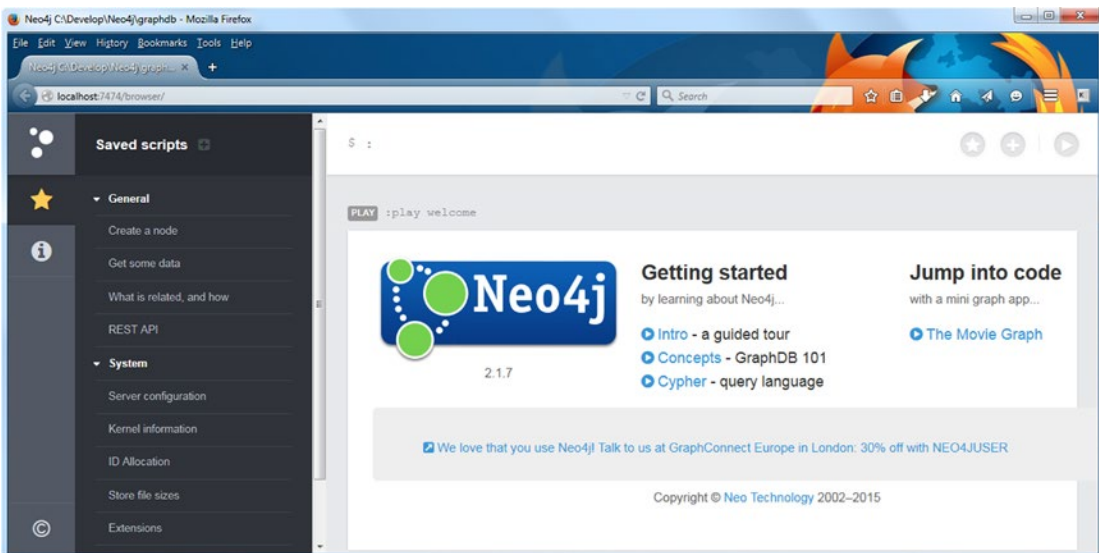 Neo4j C:\Develop\Neo4j\graphdb - Mozilla Firefox
File Edit View History Bookmarks Tools Help
Neo4j C:\Develop\Neo4j\graph... × +
localhost:7474/browser/
Search
Saved scripts
$ :
General
Create a node
Get some data
What is related, and how
REST API
System
Server configuration
Kernel information
ID Allocation
Store file sizes
Extensions
PLAY :play welcome
Neo4j
2.1.7
Getting started
by learning about Neo4j...
Intro - a guided tour
Concepts - GraphDB 101
Cypher - query language
Jump into code
with a mini graph app...
The Movie Graph
We love that you use Neo4j! Talk to us at GraphConnect Europe in London: 30% off with NEO4JUSER
Copyright © Neo Technology 2002–2015